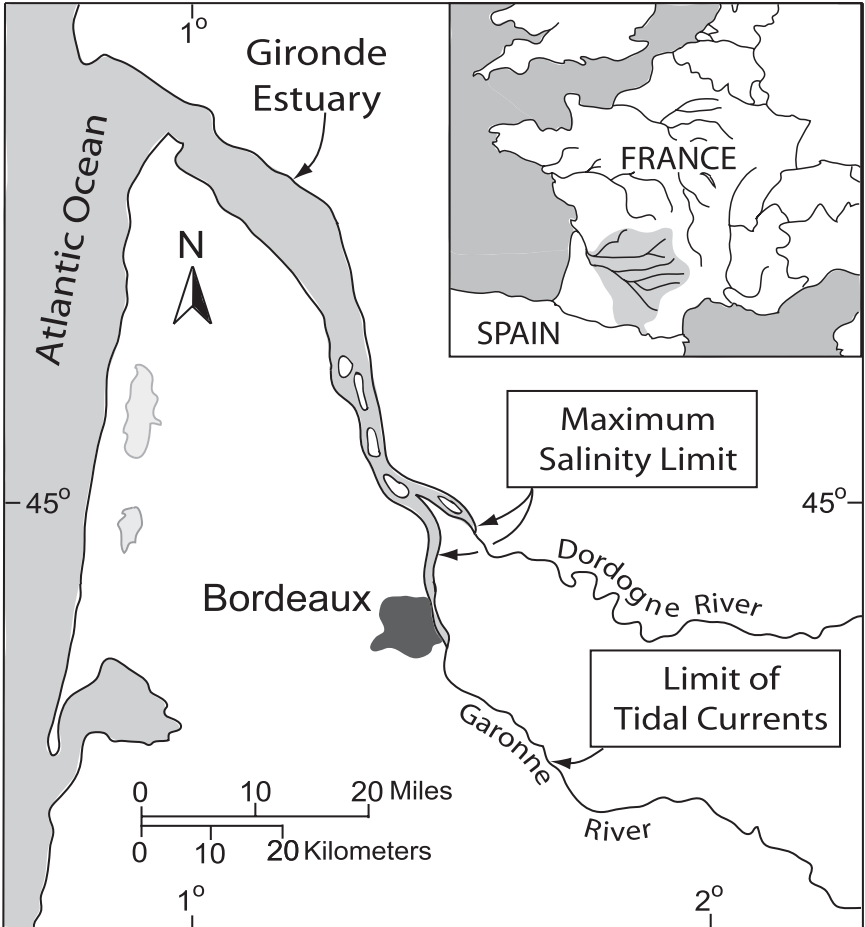 1°
Gironde
Estuary
Atlantic Ocean
N
FRANCE
SPAIN
Maximum
Salinity Limit
45°
45°
Dordogne River
Bordeaux
Limit of
Tidal Currents
Garonne
River
0 10 20 Miles
0 10 20 Kilometers
1°
2°